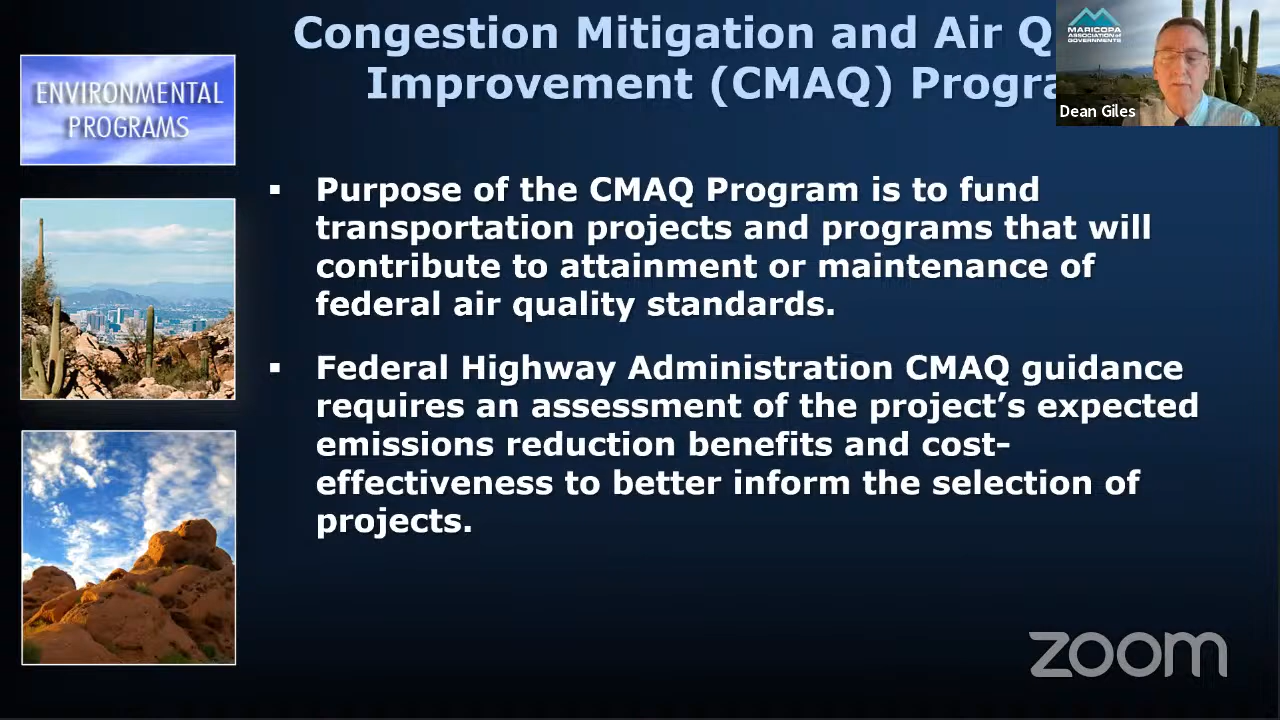 Congestion Mitigation and Air Q
Improvement (CMAQ) Progra
MARICOPA
ASSOCIATION of
GOVERNMENTS
Dean Giles
ENVIRONMENTAL
PROGRAMS
▪ Purpose of the CMAQ Program is to fund
transportation projects and programs that will
contribute to attainment or maintenance of
federal air quality standards.
▪ Federal Highway Administration CMAQ guidance
requires an assessment of the project’s expected
emissions reduction benefits and cost-
effectiveness to better inform the selection of
projects.
zoom